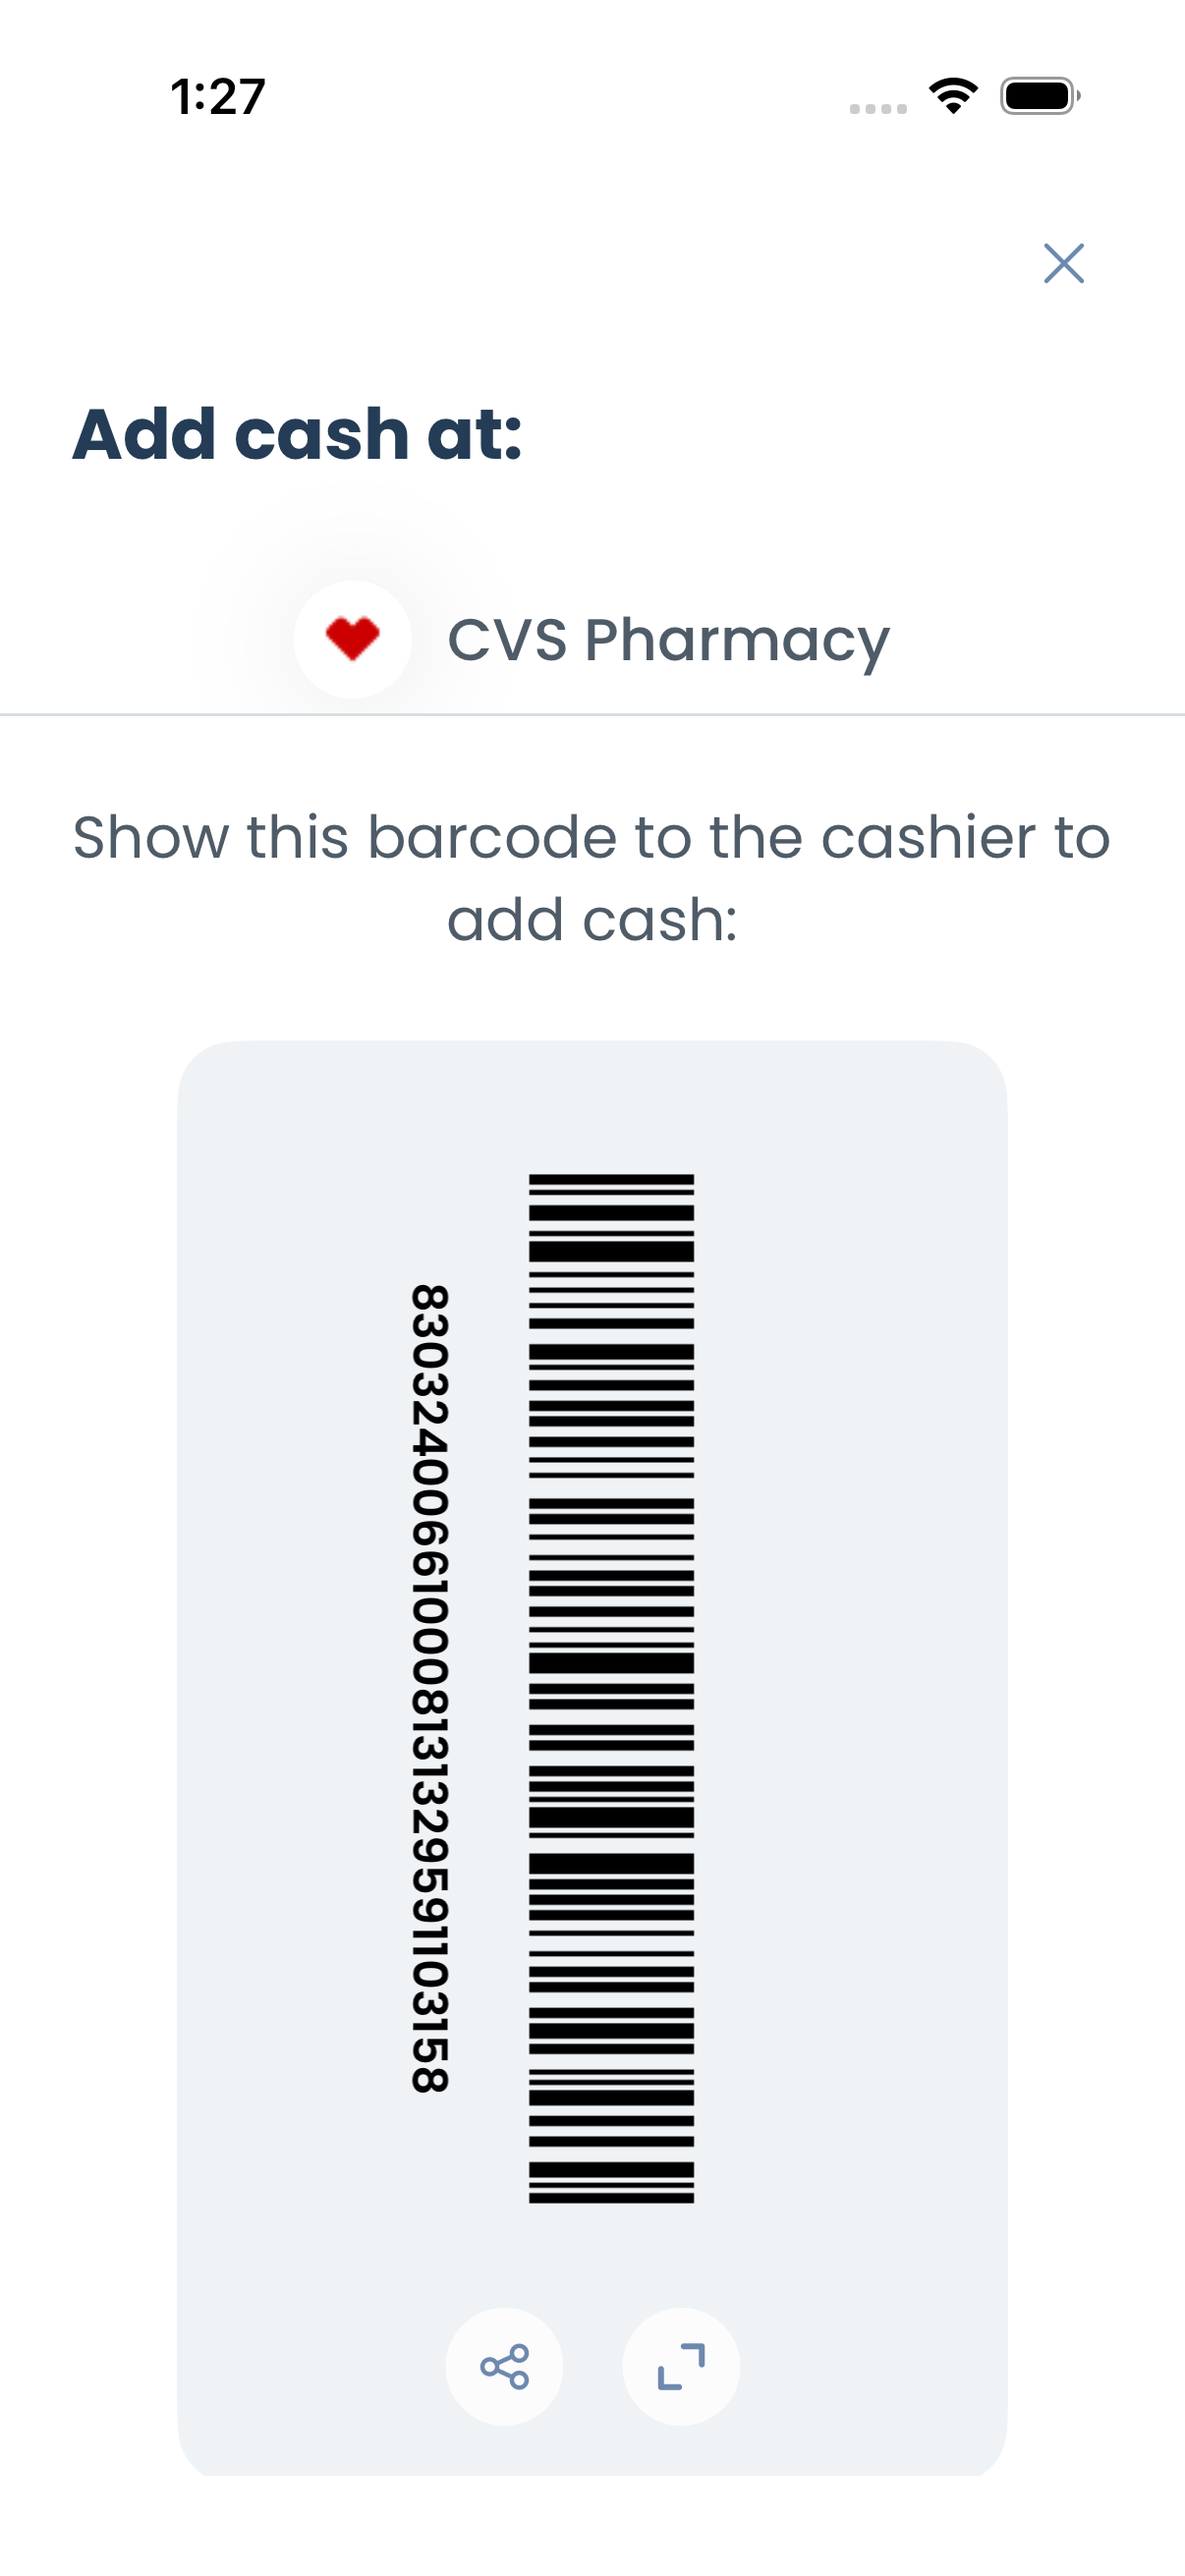 1:27
Add cash at:
CVS Pharmacy
Show this barcode to the cashier to
add cash:
830324006610008131329591103158